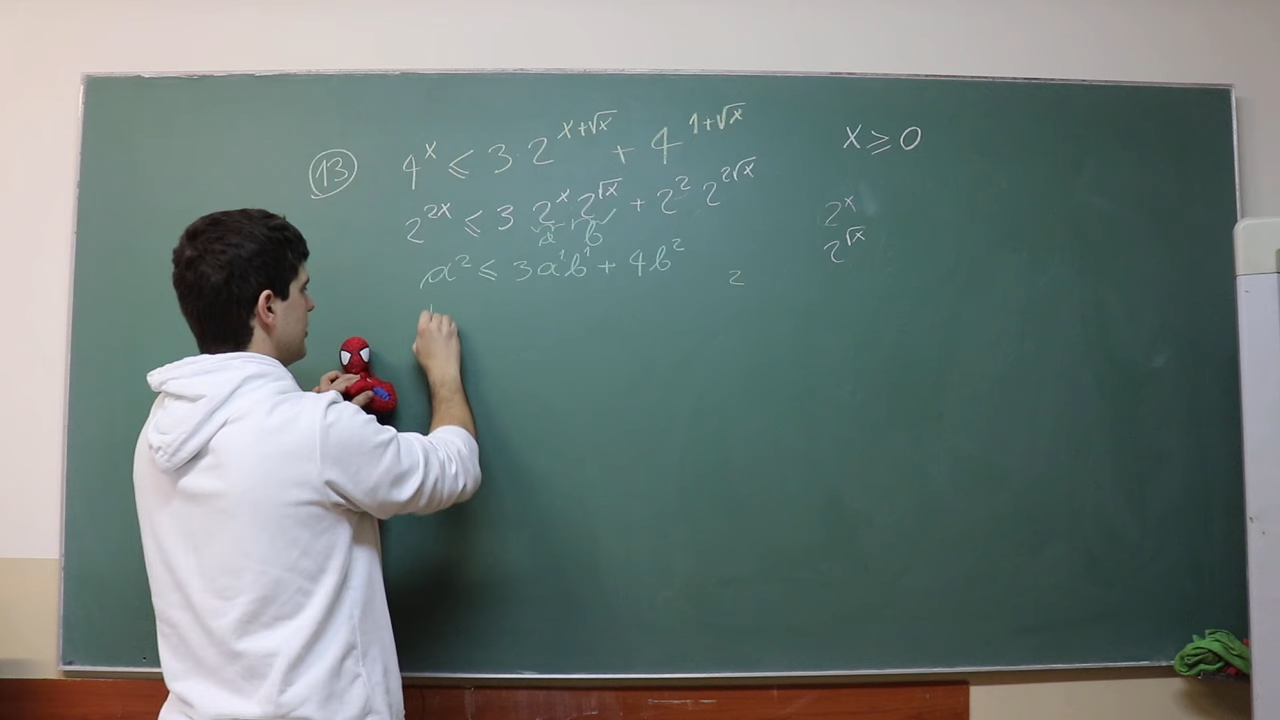 ⑬ 4^x ≤ 3·2^{x+√x} + 4^{1+√x}
x ≥ 0
2^{2x} ≤ 3 2^x 2^{√x} + 2^2 2^{2√x}
2^x
a b
2^{√x}
a^2 ≤ 3a^1b^1 + 4b^2
2